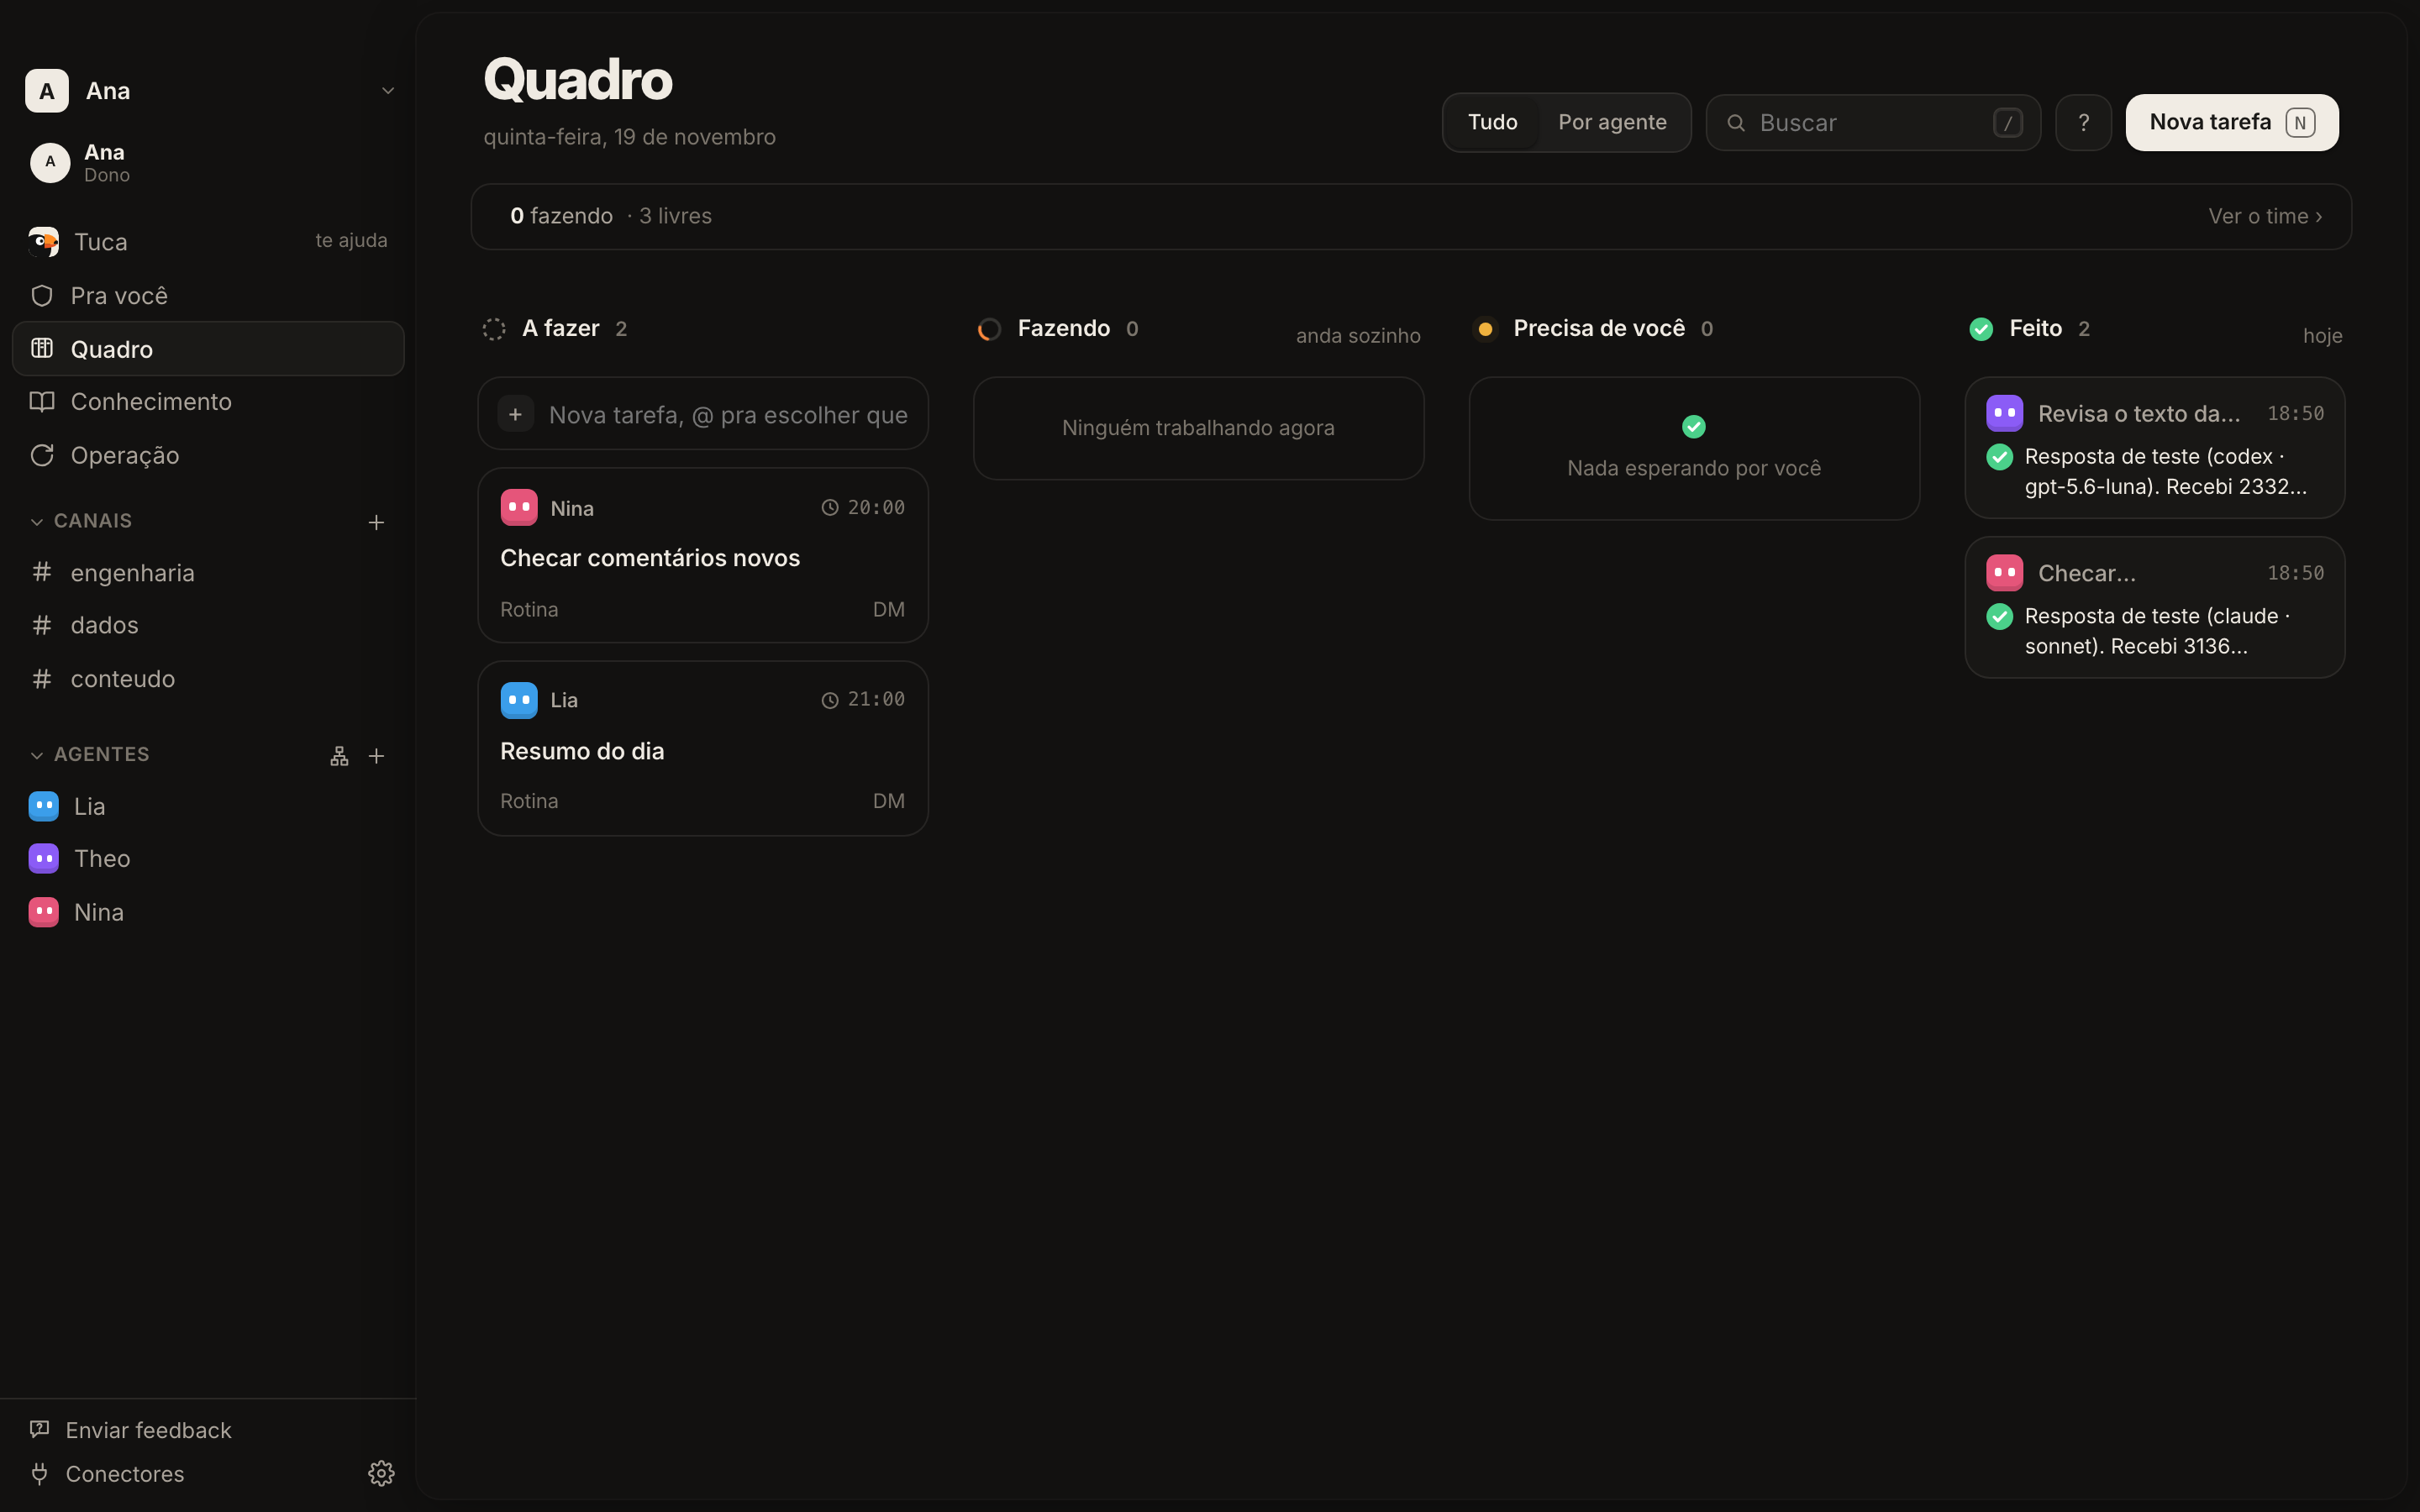 A Ana
A Ana
Dono
Tuca te ajuda
Pra você
Quadro
Conhecimento
Operação
CANAIS
# engenharia
# dados
# conteudo
AGENTES
Lia
Theo
Nina
Enviar feedback
Conectores
Quadro
quinta-feira, 19 de novembro
Tudo Por agente Buscar / ? Nova tarefa N
0 fazendo · 3 livres Ver o time ›
A fazer 2
+ Nova tarefa, @ pra escolher que
Nina 20:00
Checar comentários novos
Rotina DM
Lia 21:00
Resumo do dia
Rotina DM
Fazendo 0 anda sozinho
Ninguém trabalhando agora
Precisa de você 0
Nada esperando por você
Feito 2 hoje
Revisa o texto da... 18:50
Resposta de teste (codex ·
gpt-5.6-luna). Recebi 2332...
Checar... 18:50
Resposta de teste (claude ·
sonnet). Recebi 3136...